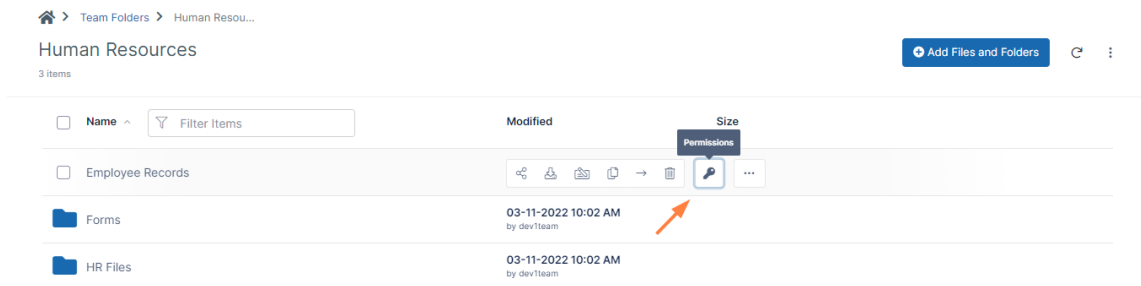 Team Folders Human Resou...
Human Resources
3 items
Add Files and Folders
Name Filter Items Modified Size
Permissions
Employee Records
Forms 03-11-2022 10:02 AM
by dev1team
HR Files 03-11-2022 10:02 AM
by dev1team